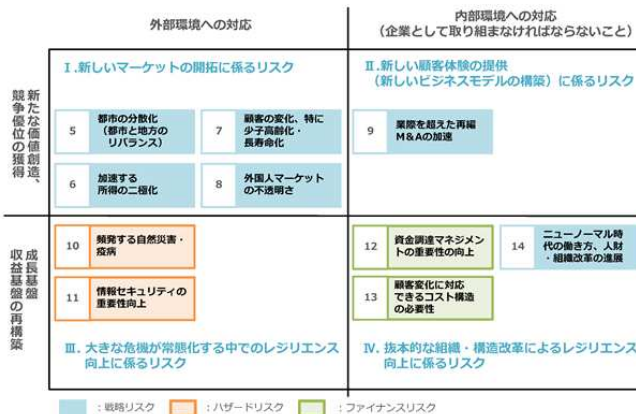 外部環境への対応
内部環境への対応
(企業として取り組まなければならないこと)
新たな価値創造、
競争優位の獲得
Ⅰ.新しいマーケットの開拓に係るリスク
5
都市の分散化
(都市と地方の
リバランス)
7
顧客の変化、特に
少子高齢化・
長寿命化
6
加速する
所得の二極化
8
外国人マーケット
の不透明さ
Ⅱ.新しい顧客体験の提供
(新しいビジネスモデルの構築)に係るリスク
9
業際を超えた再編
M&Aの加速
成長基盤
収益基盤の再構築
10
頻発する自然災害・
疫病
11
情報セキュリティの
重要性向上
Ⅲ. 大きな危機が常態化する中でのレジリエンス
向上に係るリスク
12
資金調達マネジメン
トの重要性の向上
14
ニューノーマル時
代の働き方、人財
・組織改革の進展
13
顧客変化に対応
できるコスト構造
の必要性
Ⅳ. 抜本的な組織・構造改革によるレジリエンス
向上に係るリスク
:戦略リスク
:ハザードリスク
:ファイナンスリスク